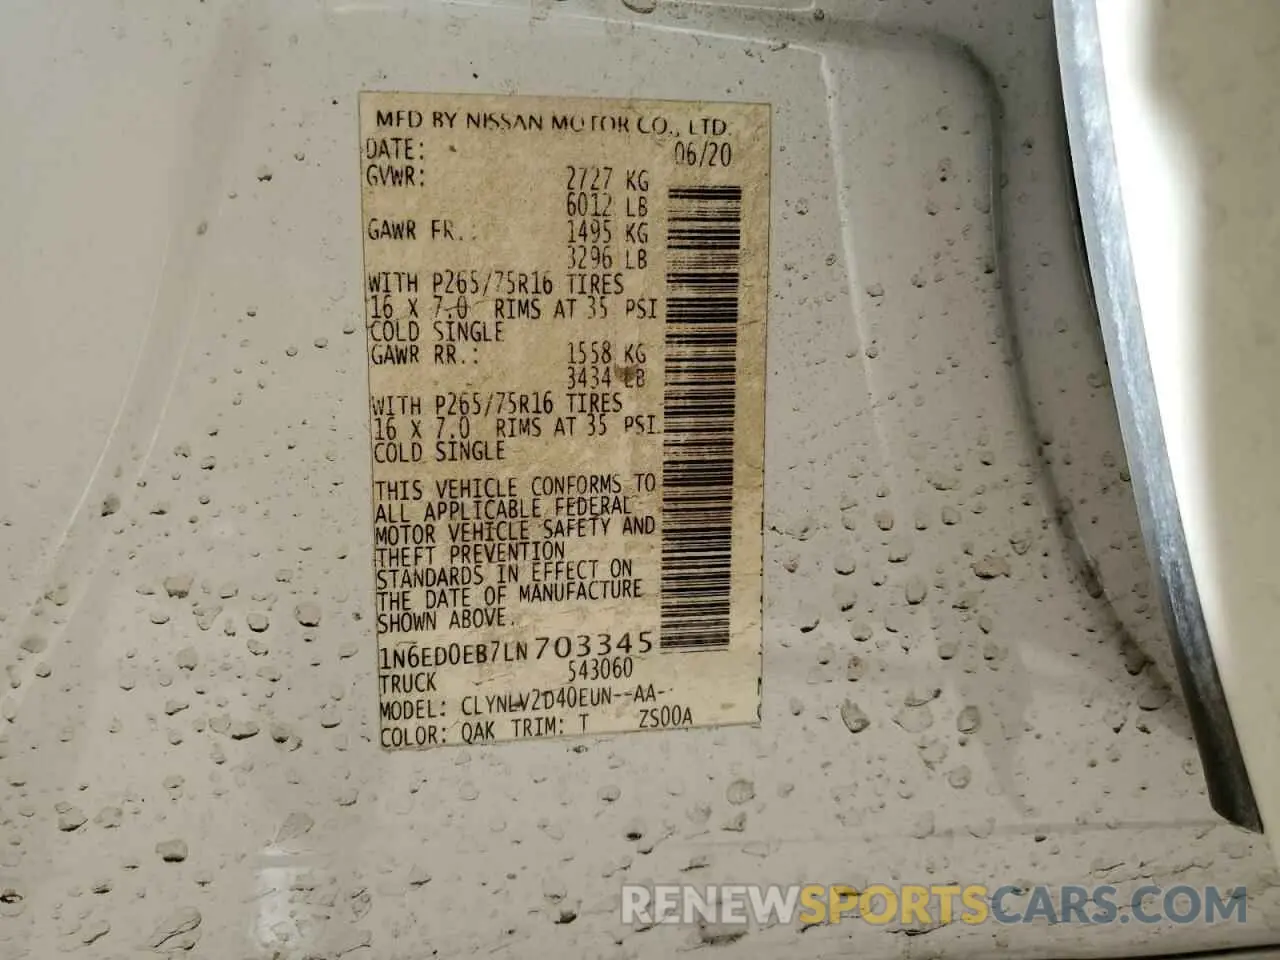 MFD BY NISSAN MOTOR CO., LTD.
DATE: 06/20
GVWR: 2727 KG
6012 LB
GAWR FR.: 1495 KG
3296 LB
WITH P265/75R16 TIRES
16 X 7.0 RIMS AT 35 PSI
COLD SINGLE
GAWR RR.: 1558 KG
3434 LB
WITH P265/75R16 TIRES
16 X 7.0 RIMS AT 35 PSI
COLD SINGLE
THIS VEHICLE CONFORMS TO
ALL APPLICABLE FEDERAL
MOTOR VEHICLE SAFETY AND
THEFT PREVENTION
STANDARDS IN EFFECT ON
THE DATE OF MANUFACTURE
SHOWN ABOVE.
1N6ED0EB7LN703345
TRUCK 543060
MODEL: CLYNLV2D40EUN--AA-
COLOR: QAK TRIM: T ZS00A
RENEWSPORTSCARS.COM